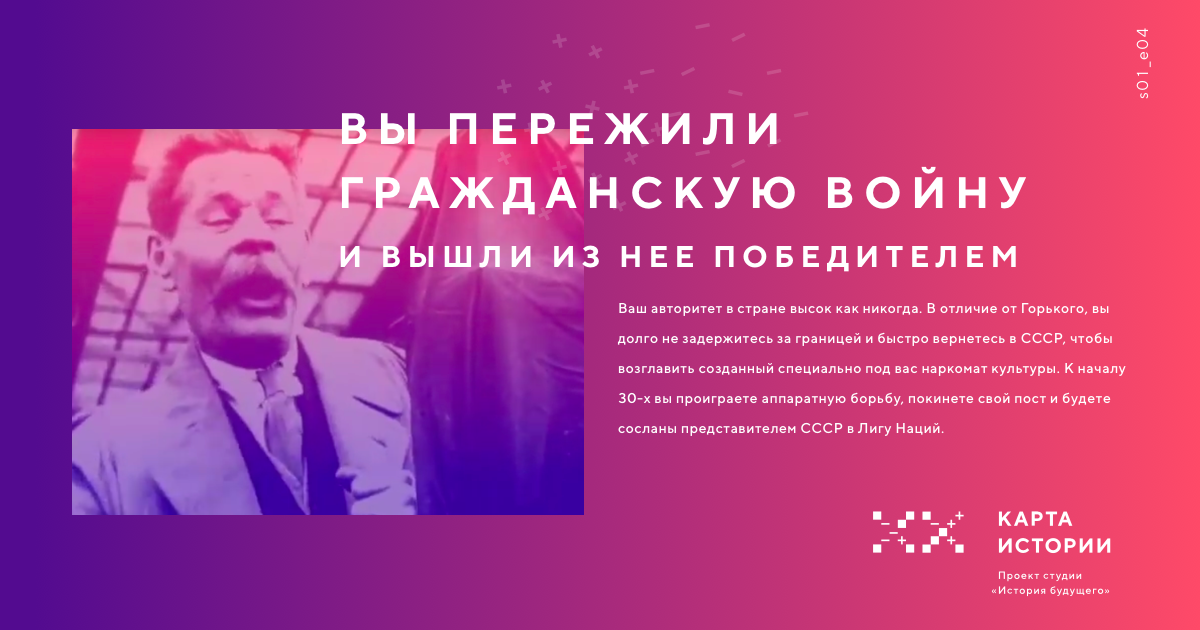 s01_e04
ВЫ ПЕРЕЖИЛИ
ГРАЖДАНСКУЮ ВОЙНУ
И ВЫШЛИ ИЗ НЕЕ ПОБЕДИТЕЛЕМ
Ваш авторитет в стране высок как никогда. В отличие от Горького, вы
долго не задержитесь за границей и быстро вернетесь в СССР, чтобы
возглавить созданный специально под вас наркомат культуры. К началу
30-х вы проиграете аппаратную борьбу, покинете свой пост и будете
сосланы представителем СССР в Лигу Наций.
КАРТА
ИСТОРИИ
Проект студии
«История будущего»